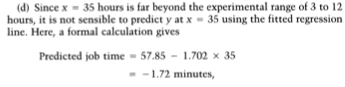 (d) Since x = 35 hours is far beyond the experimental range of 3 to 12
hours, it is not sensible to predict y at x = 35 using the fitted regression
line. Here, a formal calculation gives
Predicted job time = 57.85 - 1.702 × 35
= -1.72 minutes,